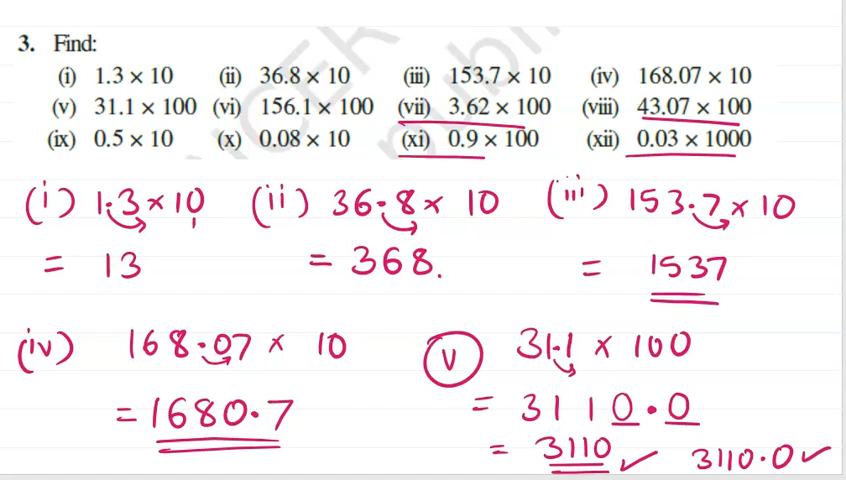 3. Find:
(i) 1.3 × 10 (ii) 36.8 × 10 (iii) 153.7 × 10 (iv) 168.07 × 10
(v) 31.1 × 100 (vi) 156.1 × 100 (vii) 3.62 × 100 (viii) 43.07 × 100
(ix) 0.5 × 10 (x) 0.08 × 10 (xi) 0.9 × 100 (xii) 0.03 × 1000
(i) 1.3 × 10 (ii) 36.8 × 10 (iii) 153.7 × 10
= 13 = 368. = 1537
(iv) 168.07 × 10 (v) 31.1 × 100
= 1680.7 = 3110.0
= 3110 ✓ 3110.0 ✓